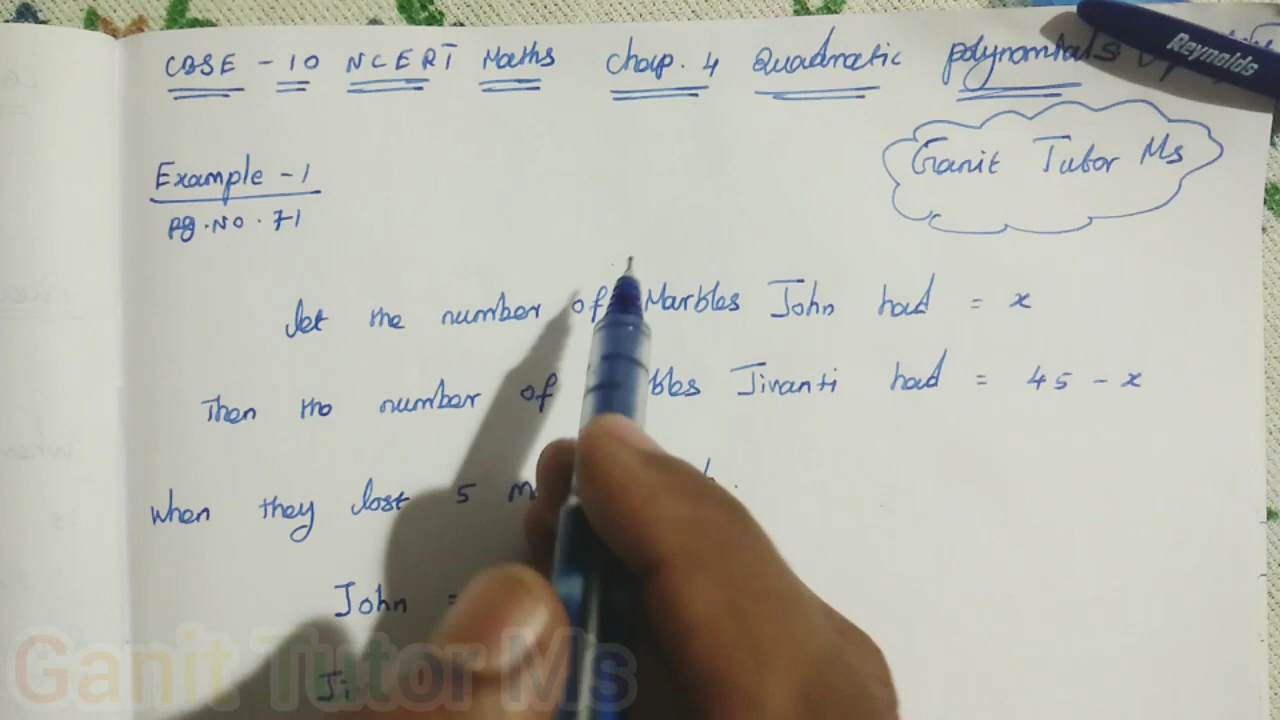 CBSE - 10 NCERT Maths Chap. 4 Quadratic polynomials
Reynolds
Ganit Tutor Ms
Example - 1
pg. No. 71
let the number of Marbles John had = x
Then the number of Jivanti had = 45 - x
When they lost 5
John =
Ganit Tutor Ms